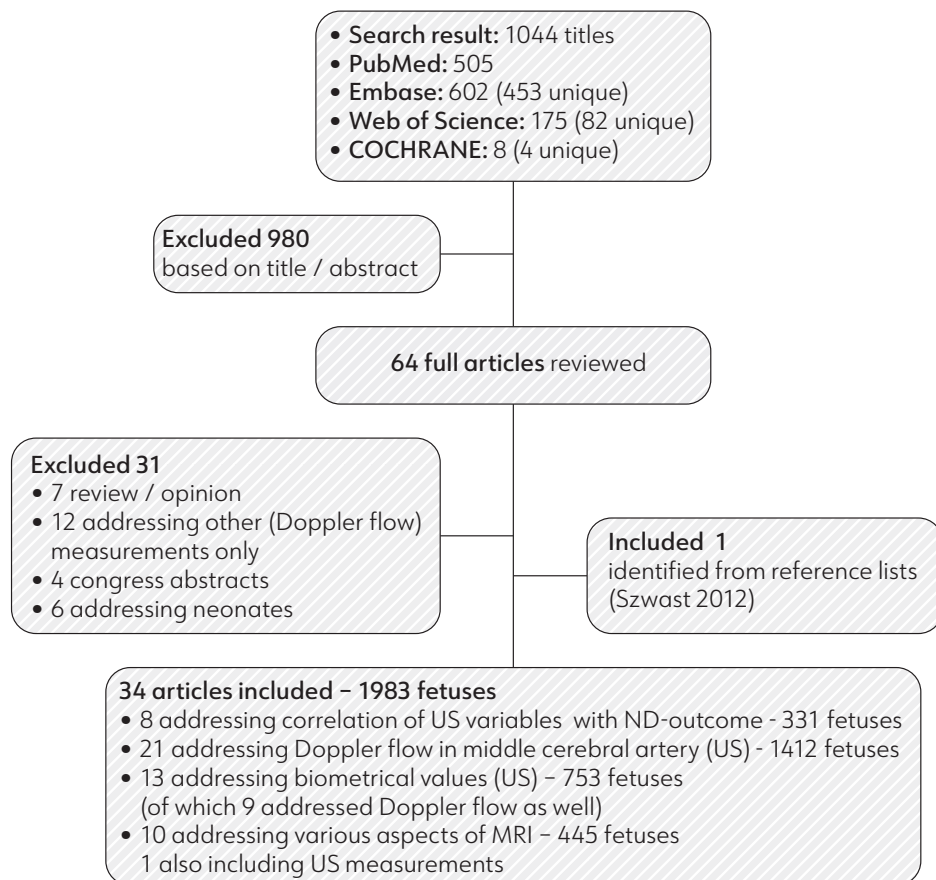 • Search result: 1044 titles
• PubMed: 505
• Embase: 602 (453 unique)
• Web of Science: 175 (82 unique)
• COCHRANE: 8 (4 unique)
Excluded 980
based on title / abstract
64 full articles reviewed
Excluded 31
• 7 review / opinion
• 12 addressing other (Doppler flow)
measurements only
• 4 congress abstracts
• 6 addressing neonates
Included 1
identified from reference lists
(Szwast 2012)
34 articles included – 1983 fetuses
• 8 addressing correlation of US variables with ND-outcome - 331 fetuses
• 21 addressing Doppler flow in middle cerebral artery (US) - 1412 fetuses
• 13 addressing biometrical values (US) – 753 fetuses
(of which 9 addressed Doppler flow as well)
• 10 addressing various aspects of MRI – 445 fetuses
1 also including US measurements